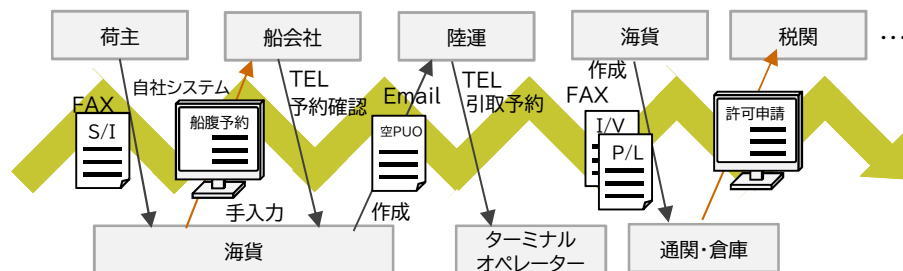 荷主
船会社
陸運
海貨
税関
…
自社システム
TEL
予約確認
Email
TEL
引取予約
作成
FAX
FAX
S/I
船腹予約
空PUO
I/V
P/L
許可申請
手入力
作成
海貨
ターミナル
オペレーター
通関・倉庫